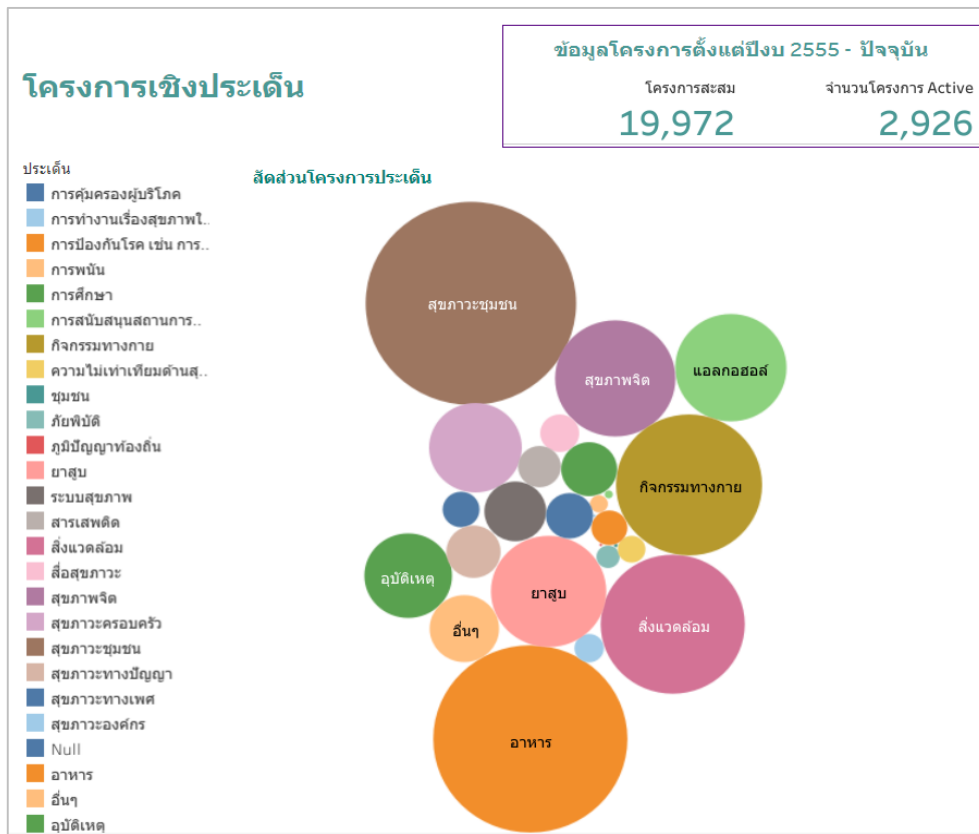 ข้อมูลโครงการตั้งแต่ปีงบ 2555 - ปัจจุบัน
โครงการเชิงประเด็น
โครงการสะสม
จำนวนโครงการ Active
19,972
2,926
ประเด็น
การคุ้มครองผู้บริโภค
การทำงานเรื่องสุขภาพใ..
การป้องกันโรค เช่น การ..
การพนัน
การศึกษา
การสนับสนุนสถานการ..
กิจกรรมทางกาย
ความไม่เท่าเทียมด้านสุ..
ชุมชน
ภัยพิบัติ
ภูมิปัญญาท้องถิ่น
ยาสูบ
ระบบสุขภาพ
สารเสพติด
สิ่งแวดล้อม
สื่อสุขภาวะ
สุขภาพจิต
สุขภาวะครอบครัว
สุขภาวะชุมชน
สุขภาวะทางปัญญา
สุขภาวะทางเพศ
สุขภาวะองค์กร
Null
อาหาร
อื่นๆ
อุบัติเหตุ
สัดส่วนโครงการประเด็น
สุขภาวะชุมชน
สุขภาพจิต
แอลกอฮอล์
กิจกรรมทางกาย
อุบัติเหตุ
ยาสูบ
อื่นๆ
สิ่งแวดล้อม
อาหาร